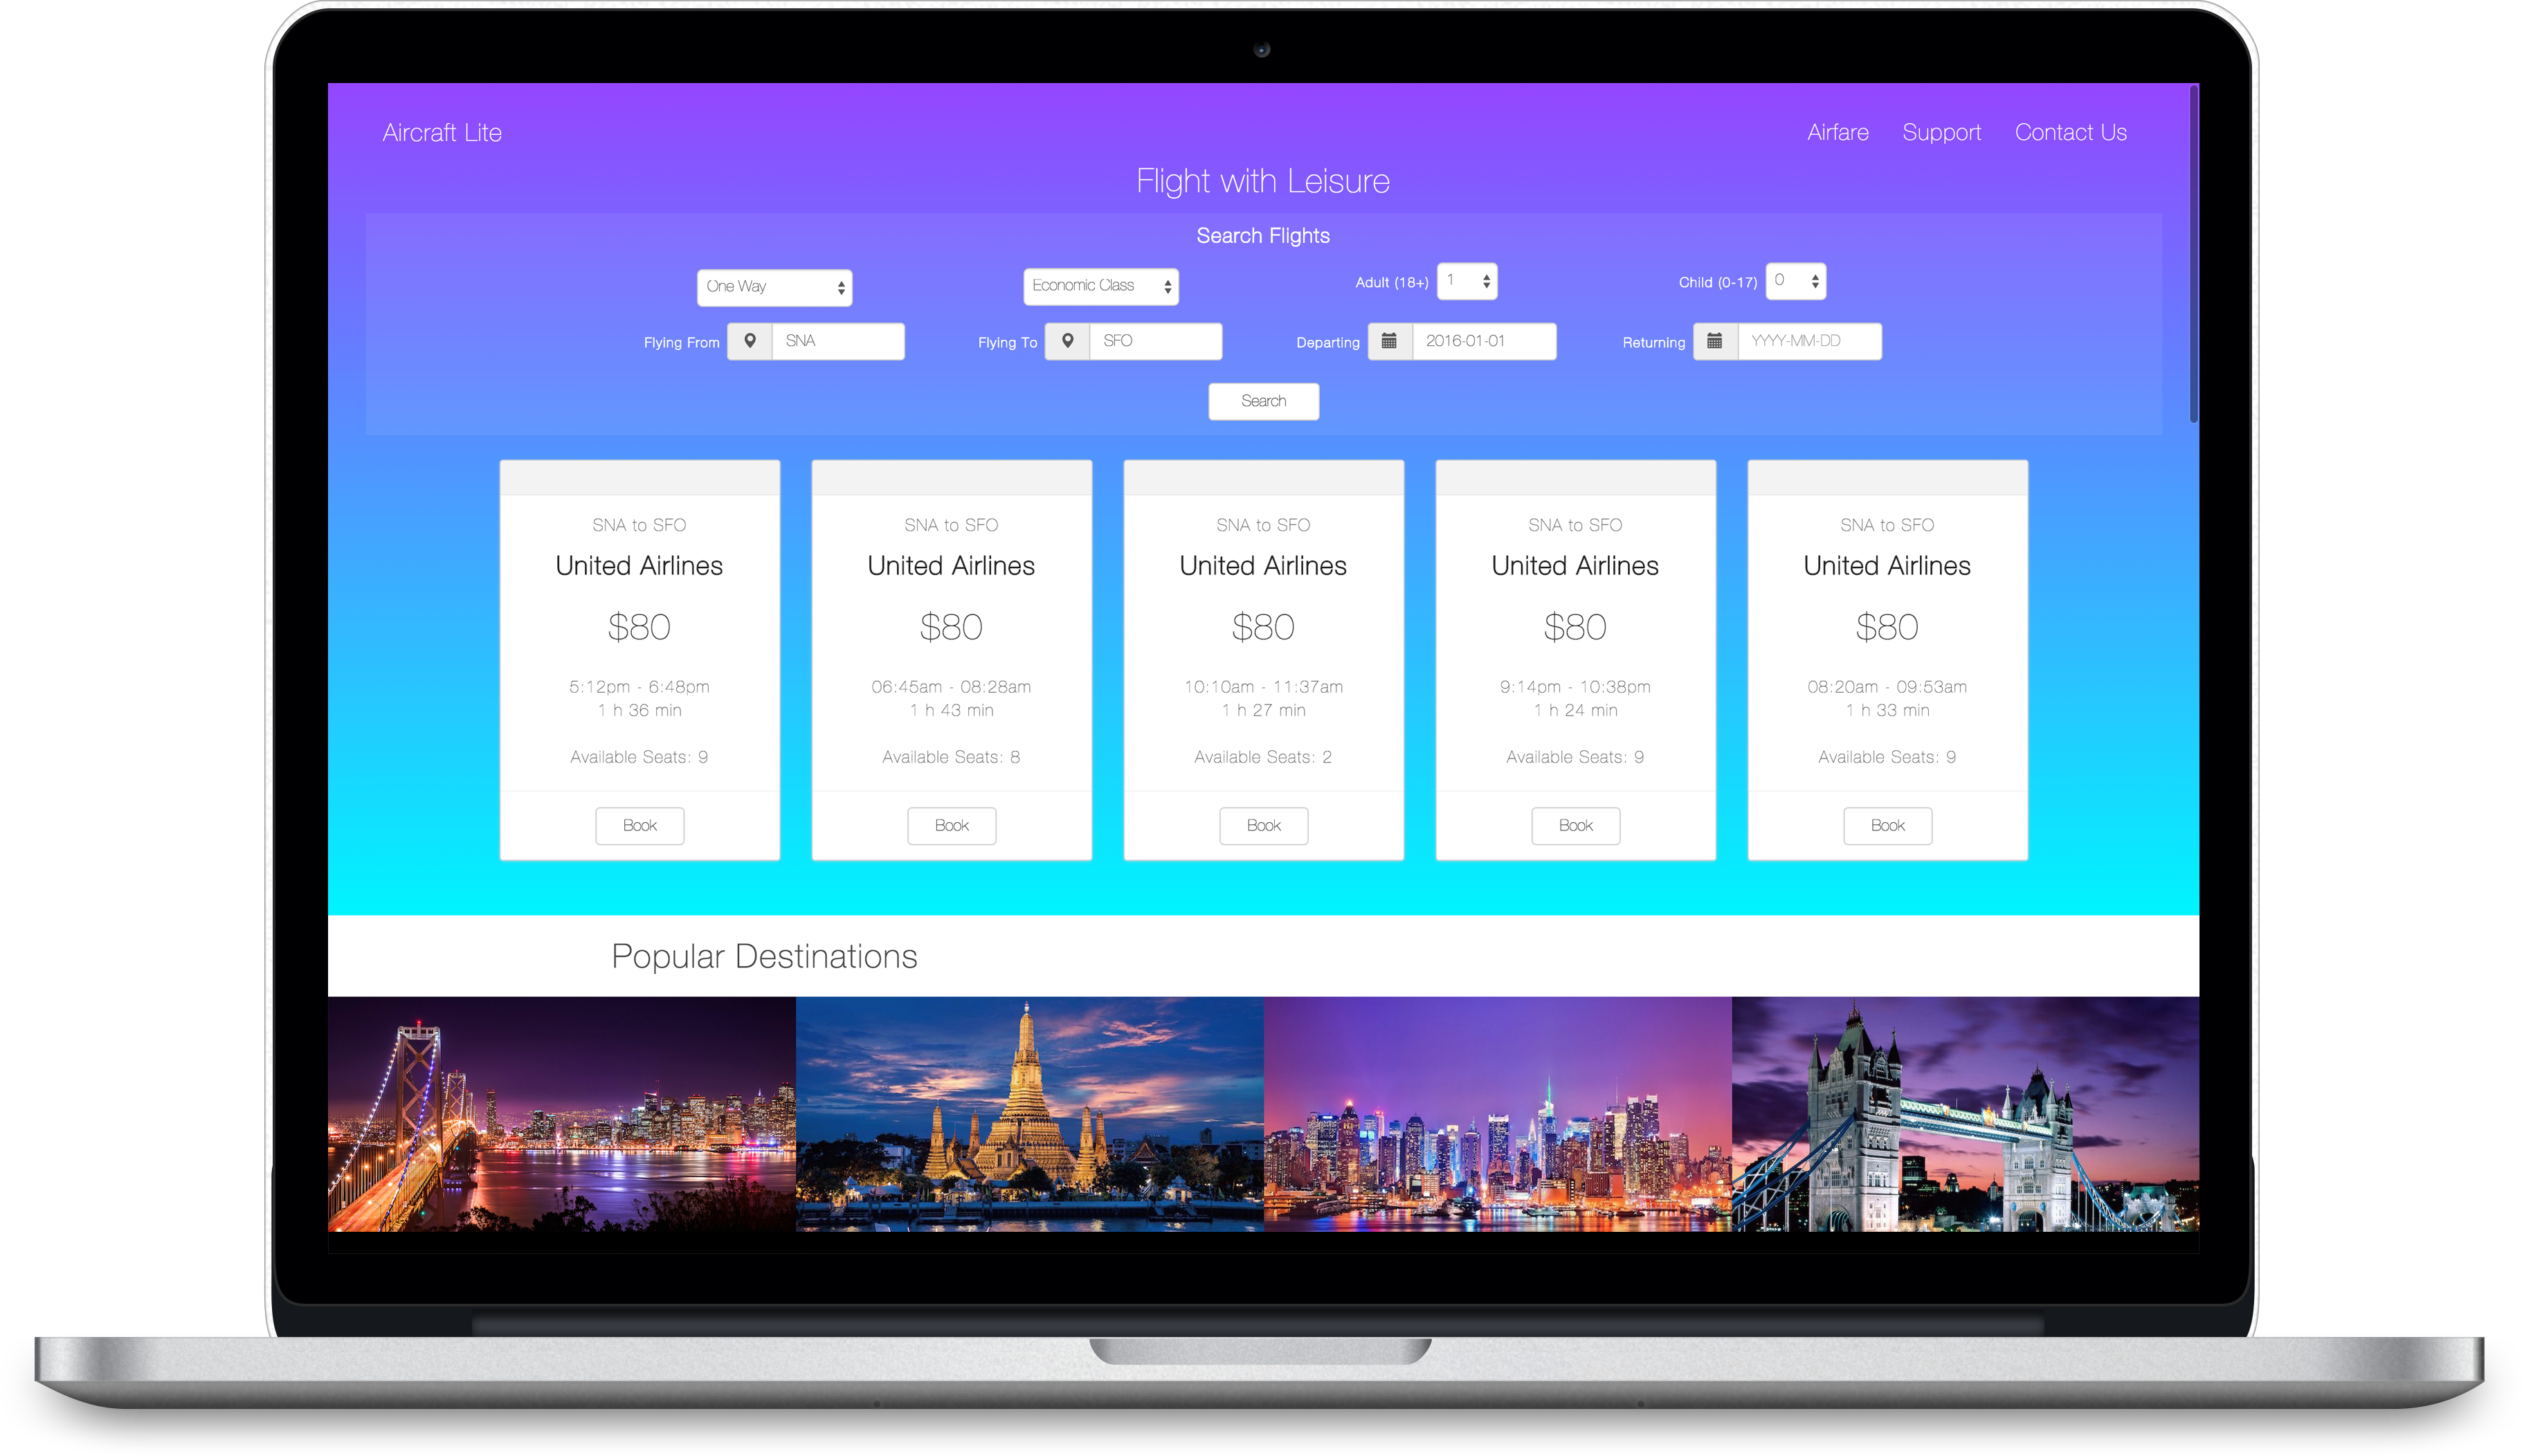 Aircraft Lite
Airfare Support Contact Us
Flight with Leisure
Search Flights
One Way Economic Class Adult (18+) 1 Child (0-17) 0
Flying From SNA Flying To SFO Departing 2016-01-01 Returning YYYY-MM-DD
Search
SNA to SFO
United Airlines
$80
5:12pm - 6:48pm
1 h 36 min
Available Seats: 9
Book
SNA to SFO
United Airlines
$80
06:45am - 08:28am
1 h 43 min
Available Seats: 8
Book
SNA to SFO
United Airlines
$80
10:10am - 11:37am
1 h 27 min
Available Seats: 2
Book
SNA to SFO
United Airlines
$80
9:14pm - 10:38pm
1 h 24 min
Available Seats: 9
Book
SNA to SFO
United Airlines
$80
08:20am - 09:53am
1 h 33 min
Available Seats: 9
Book
Popular Destinations